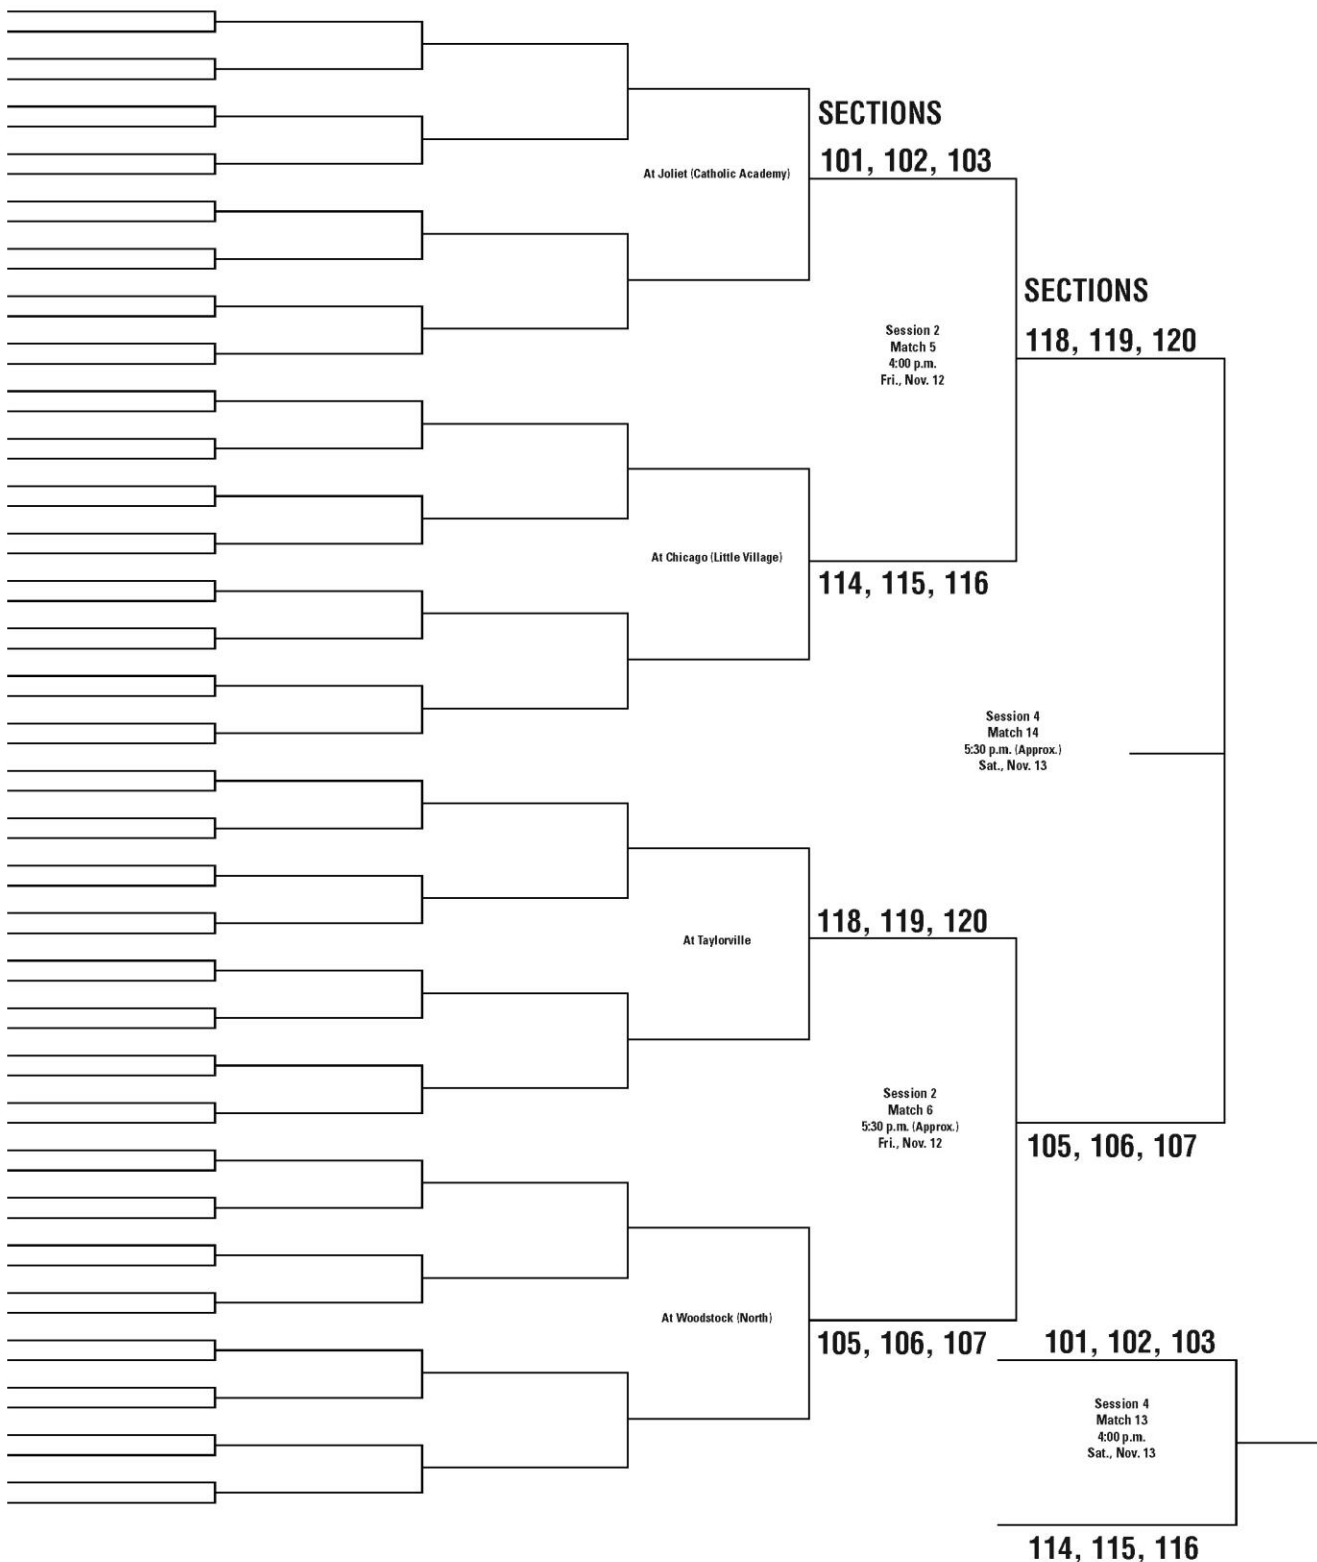 SECTIONS
101, 102, 103
At Joliet (Catholic Academy)
SECTIONS
118, 119, 120
Session 2
Match 5
4:00 p.m.
Fri., Nov. 12
At Chicago (Little Village)
114, 115, 116
Session 4
Match 14
5:30 p.m. (Approx.)
Sat., Nov. 13
118, 119, 120
At Taylorville
Session 2
Match 6
5:30 p.m. (Approx.)
Fri., Nov. 12
105, 106, 107
At Woodstock (North)
105, 106, 107
101, 102, 103
Session 4
Match 13
4:00 p.m.
Sat., Nov. 13
114, 115, 116